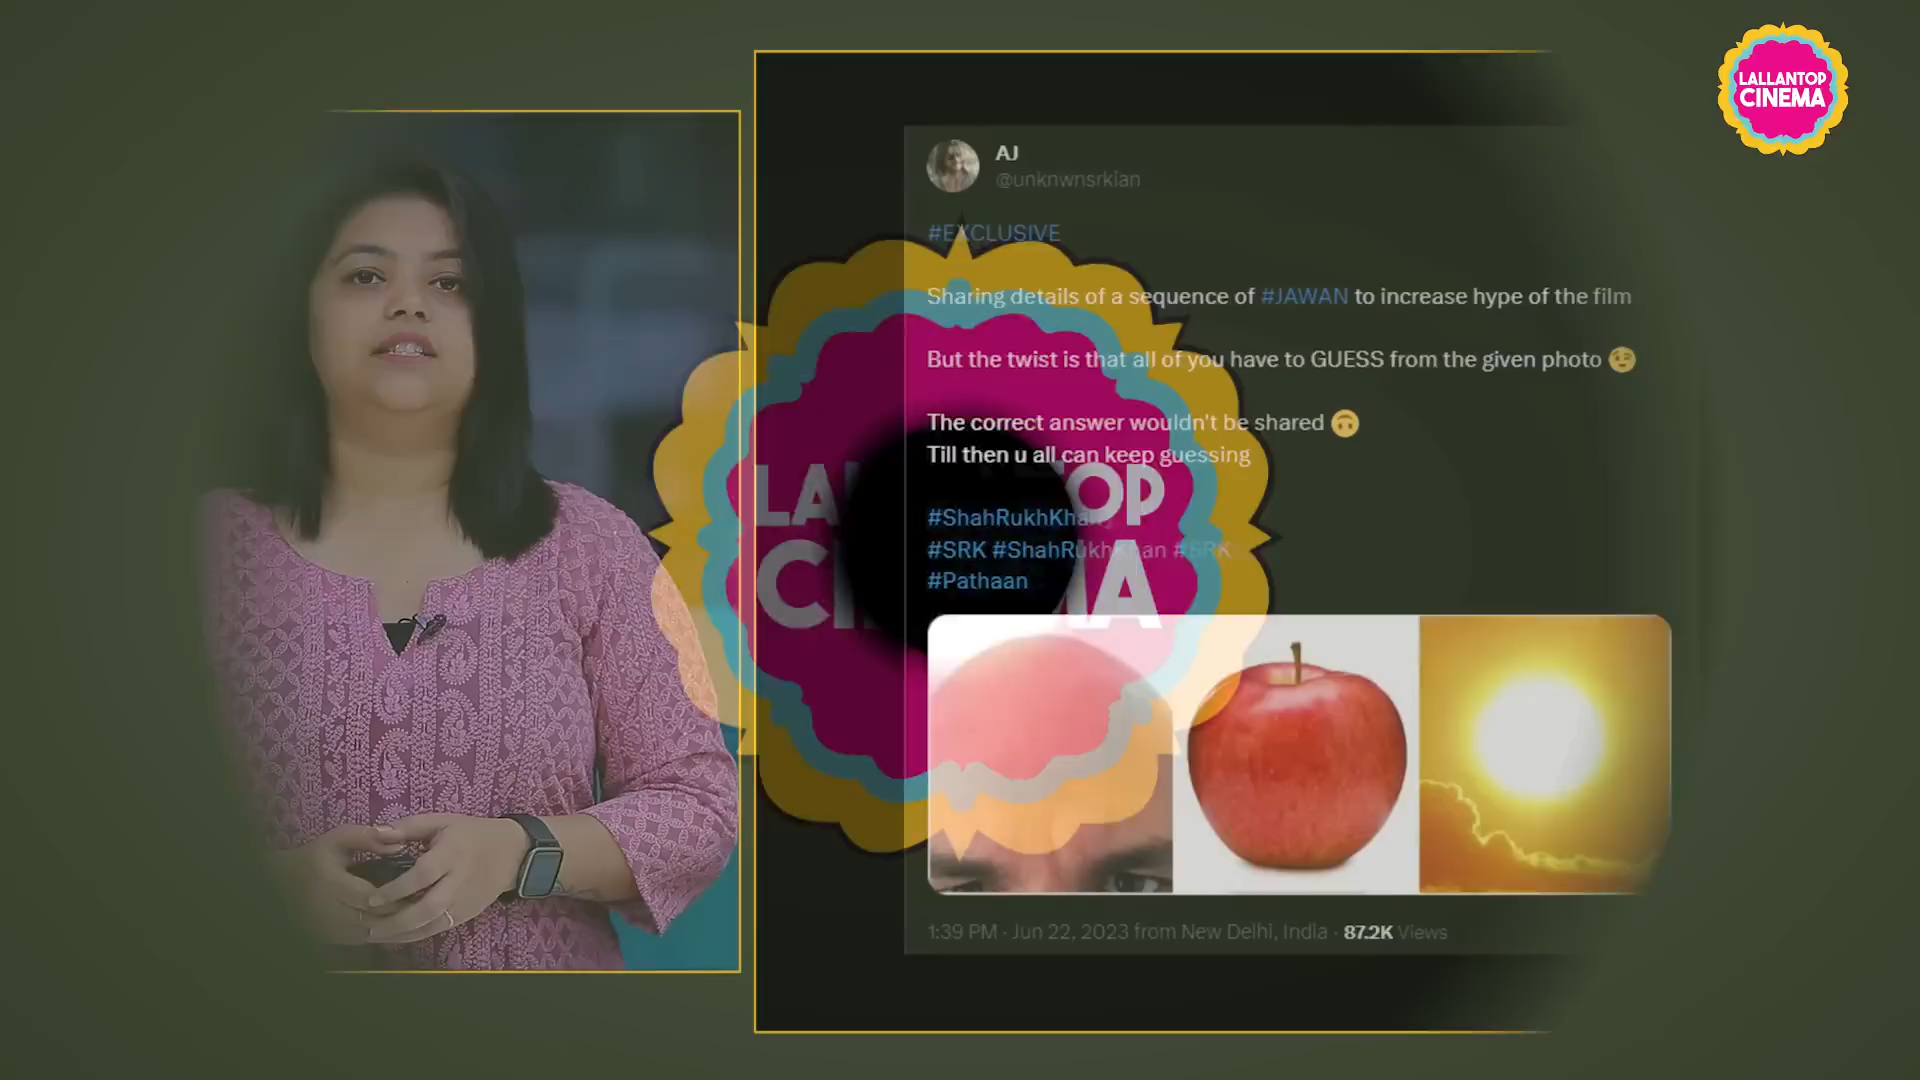 LALLANTOP
CINEMA
AJ
@unknwnsrkian
#EXCLUSIVE
Sharing details of a sequence of #JAWAN to increase hype of the film
But the twist is that all of you have to GUESS from the given photo 😉
The correct answer wouldn't be shared 🙃
Till then u all can keep guessing
#ShahRukhKhan
#SRK #ShahRukhKhan #SRK
#Pathaan
1:39 PM · Jun 22, 2023 from New Delhi, India · 87.2K Views